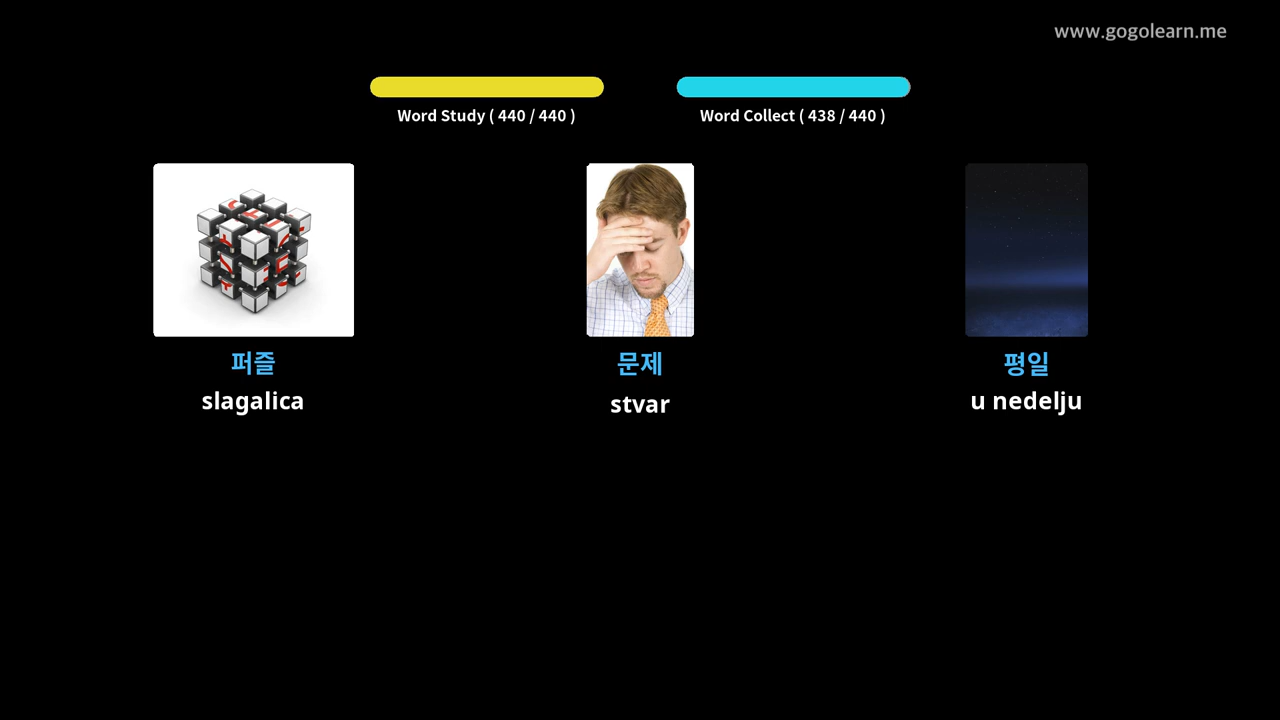 www.gogolearn.me
Word Study ( 440 / 440 )
Word Collect ( 438 / 440 )
퍼즐
slagalica
문제
stvar
평일
u nedelju